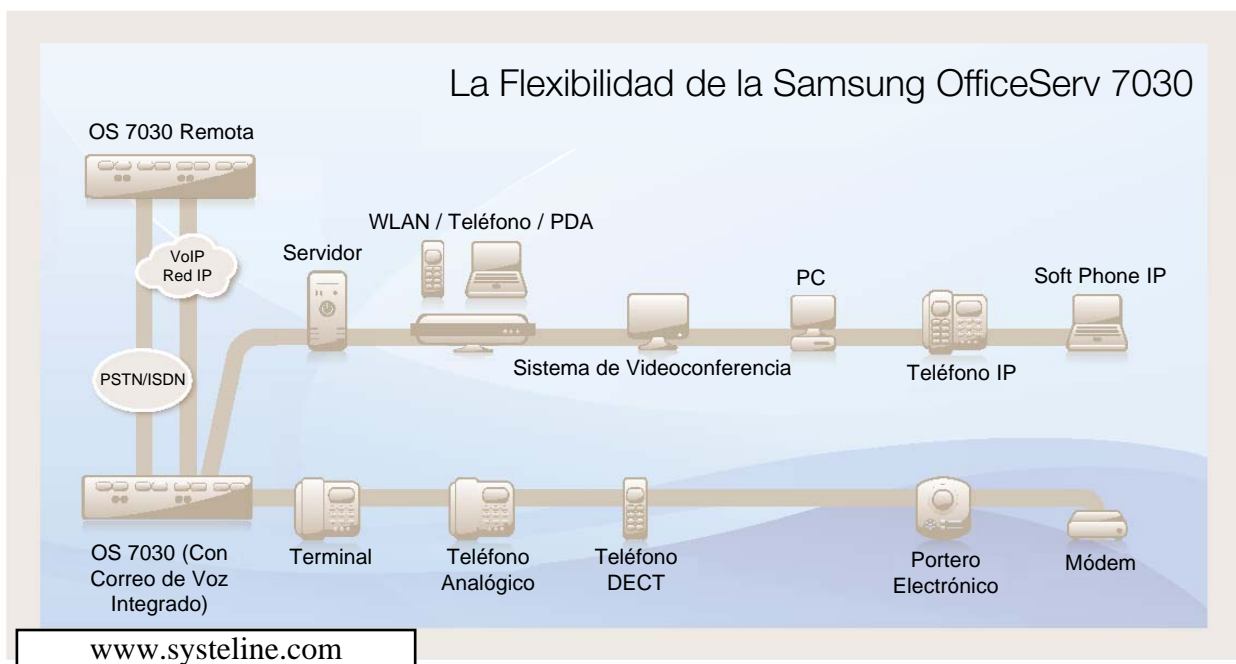 La Flexibilidad de la Samsung OfficeServ 7030
OS 7030 Remota
WLAN / Teléfono / PDA
VoIP
Red IP
Servidor
PC
Soft Phone IP
Sistema de Videoconferencia
Teléfono IP
PSTN/ISDN
OS 7030 (Con
Correo de Voz
Integrado)
Terminal
Teléfono
Analógico
Teléfono
DECT
Portero
Electrónico
Módem
www.systeline.com